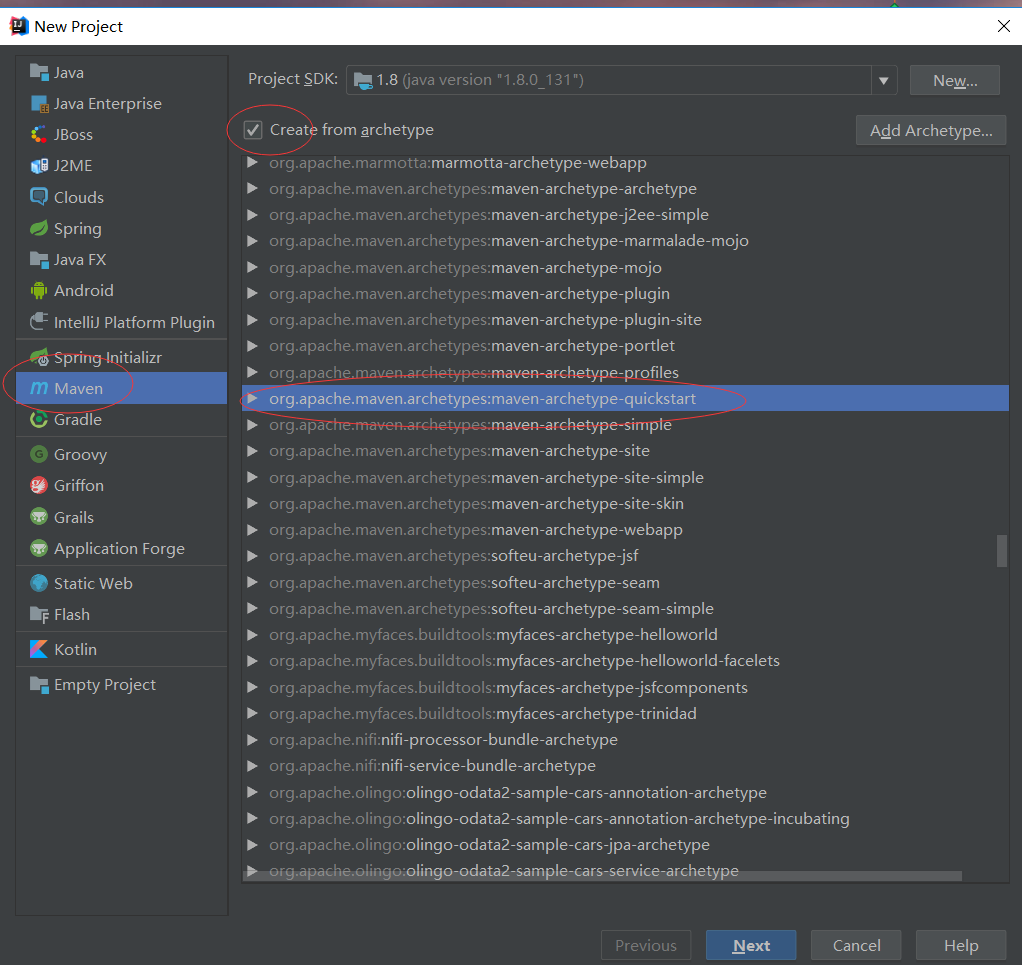 New Project
Java
Java Enterprise
JBoss
J2ME
Clouds
Spring
Java FX
Android
IntelliJ Platform Plugin
Spring Initializr
Maven
Gradle
Groovy
Griffon
Grails
Application Forge
Static Web
Flash
Kotlin
Empty Project
Project SDK: 1.8 (java version "1.8.0_131") New...
Create from archetype Add Archetype...
org.apache.marmotta:marmotta-archetype-webapp
org.apache.maven.archetypes:maven-archetype-archetype
org.apache.maven.archetypes:maven-archetype-j2ee-simple
org.apache.maven.archetypes:maven-archetype-marmalade-mojo
org.apache.maven.archetypes:maven-archetype-mojo
org.apache.maven.archetypes:maven-archetype-plugin
org.apache.maven.archetypes:maven-archetype-plugin-site
org.apache.maven.archetypes:maven-archetype-portlet
org.apache.maven.archetypes:maven-archetype-profiles
org.apache.maven.archetypes:maven-archetype-quickstart
org.apache.maven.archetypes:maven-archetype-simple
org.apache.maven.archetypes:maven-archetype-site
org.apache.maven.archetypes:maven-archetype-site-simple
org.apache.maven.archetypes:maven-archetype-site-skin
org.apache.maven.archetypes:maven-archetype-webapp
org.apache.maven.archetypes:softeu-archetype-jsf
org.apache.maven.archetypes:softeu-archetype-seam
org.apache.maven.archetypes:softeu-archetype-seam-simple
org.apache.myfaces.buildtools:myfaces-archetype-helloworld
org.apache.myfaces.buildtools:myfaces-archetype-helloworld-facelets
org.apache.myfaces.buildtools:myfaces-archetype-jsfcomponents
org.apache.myfaces.buildtools:myfaces-archetype-trinidad
org.apache.nifi:nifi-processor-bundle-archetype
org.apache.nifi:nifi-service-bundle-archetype
org.apache.olingo:olingo-odata2-sample-cars-annotation-archetype
org.apache.olingo:olingo-odata2-sample-cars-annotation-archetype-incubating
org.apache.olingo:olingo-odata2-sample-cars-jpa-archetype
org.apache.olingo:olingo-odata2-sample-cars-service-archetype
Previous Next Cancel Help